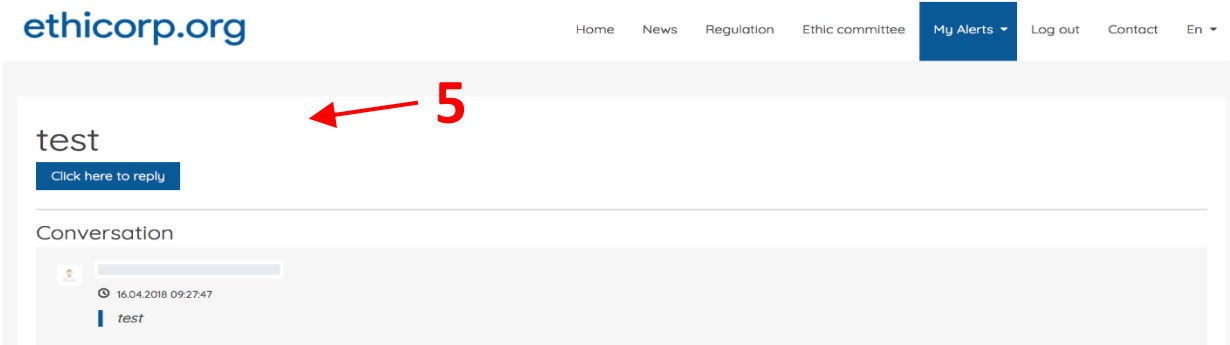 ethicorp.org
Home News Regulation Ethic committee My Alerts Log out Contact En
5
test
Click here to reply
Conversation
16.04.2018 09:27:47
test